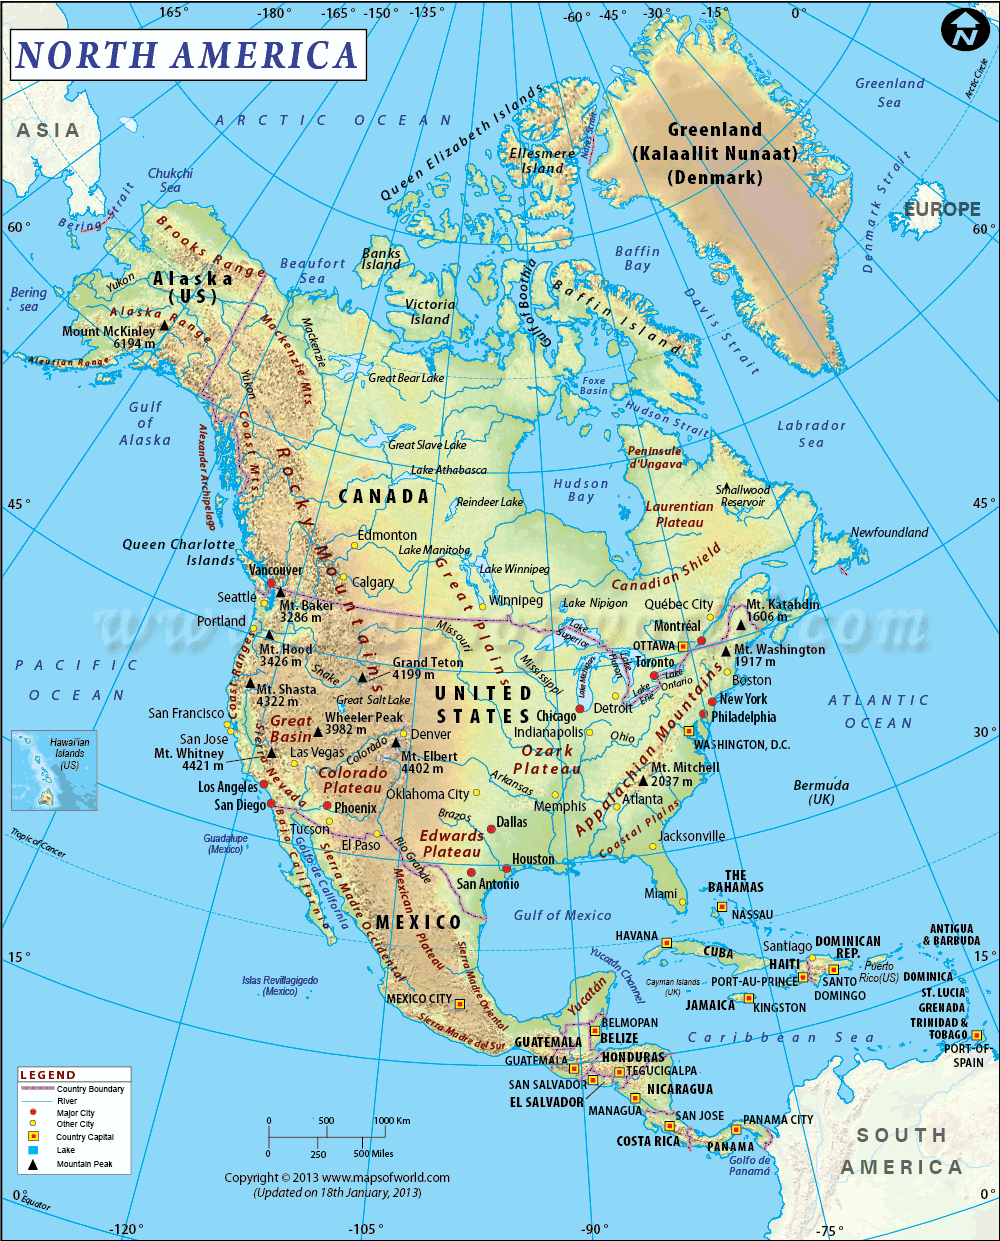 165° -180° -165° -150° -135° -60° -45° -30° -15° 0°
NORTH AMERICA
N
Arctic Circle
ASIA
ARCTIC OCEAN
Queen Elizabeth Islands
Ellesmere
Island
Nares Strait
Greenland
(Kalaallit Nunaat)
(Denmark)
Greenland
Sea
Denmark Strait
EUROPE
60°
60°
Chukchi
Sea
Bering Strait
Bering
sea
Brooks Range
Beaufort
Sea
Banks
Island
Victoria
Island
Gulf of Boothia
Baffin
Bay
Baffin Island
Davis Strait
Yukon
Alaska
(US)
Alaska Range
Mount McKinley
6194 m
Aleutian Range
Mackenzie Mts.
Mackenzie
Yukon
Great Bear Lake
Foxe
Basin
Hudson Strait
Labrador
Sea
Gulf
of
Alaska
Alexander Archipelago
Coast Mts.
Rocky Mountains
Great Slave Lake
Lake Athabasca
CANADA
Reindeer Lake
Hudson
Bay
Peninsule
d'Ungava
Smallwood
Reservoir
Laurentian
Plateau
45°
45°
Newfoundland
Queen Charlotte
Islands
Edmonton
Lake Manitoba
Great Plains
Lake Winnipeg
Canadian Shield
Vancouver
Calgary
Winnipeg
Lake Nipigon
Québec City
Mt. Katahdin
1606 m
Seattle
Mt. Baker
3286 m
Portland
Missouri
Lake
Superior
Montréal
OTTAWA
Mt. Washington
1917 m
Mt. Hood
3426 m
Toronto
Lake
Huron
Lake Michigan
Lake
Ontario
Lake
Erie
Boston
PACIFIC
OCEAN
Coast Ranges
Snake
Grand Teton
4199 m
Mississippi
Mt. Shasta
4322 m
Great Salt Lake
UNITED
STATES
Chicago
Detroit
New York
Philadelphia
ATLANTIC
OCEAN
San Francisco
Great
Basin
Wheeler Peak
3982 m
Denver
Indianapolis
Ohio
WASHINGTON, D.C.
30°
San Jose
Sierra Nevada
Las Vegas
Colorado
Mt. Elbert
4402 m
Ozark
Plateau
Appalachian Mountains
Hawaiian
Islands
(US)
Mt. Whitney
4421 m
Colorado
Plateau
Oklahoma City
Arkansas
Mt. Mitchell
2037 m
Bermuda
(UK)
Los Angeles
San Diego
Phoenix
Memphis
Atlanta
Tropic of Cancer
Guadalupe
(Mexico)
Tucson
El Paso
Brazos
Dallas
Edwards
Plateau
Coastal Plains
Jacksonville
Baja California
Golfo de California
Sierra Madre Occidental
Rio Grande
Mexican Plateau
Houston
San Antonio
Miami
THE
BAHAMAS
NASSAU
MEXICO
Gulf of Mexico
15°
15°
HAVANA
CUBA
Santiago
DOMINICAN
REP.
ANTIGUA
& BARBUDA
Sierra Madre Oriental
Yucatán Channel
Cayman Islands
(UK)
HAITI
PORT-AU-PRINCE
SANTO
DOMINGO
Puerto
Rico(US)
DOMINICA
ST. LUCIA
GRENADA
TRINIDAD &
TOBAGO
PORT-OF-
SPAIN
Islas Revillagigedo
(Mexico)
MEXICO CITY
Yucatán
JAMAICA
KINGSTON
Sierra Madre del Sur
BELMOPAN
BELIZE
Caribbean Sea
GUATEMALA
GUATEMALA
HONDURAS
TEGUCIGALPA
SAN SALVADOR
EL SALVADOR
NICARAGUA
MANAGUA
SAN JOSE
COSTA RICA
PANAMA CITY
PANAMA
Golfo de
Panamá
SOUTH
AMERICA
LEGEND
Country Boundary
River
Major City
Other City
Country Capital
Lake
Mountain Peak
0 500 1000 Km
0 250 500 Miles
Copyright © 2013 www.mapsofworld.com
(Updated on 18th January, 2013)
0°
Equator
0°
-120° -105° -90° -75°